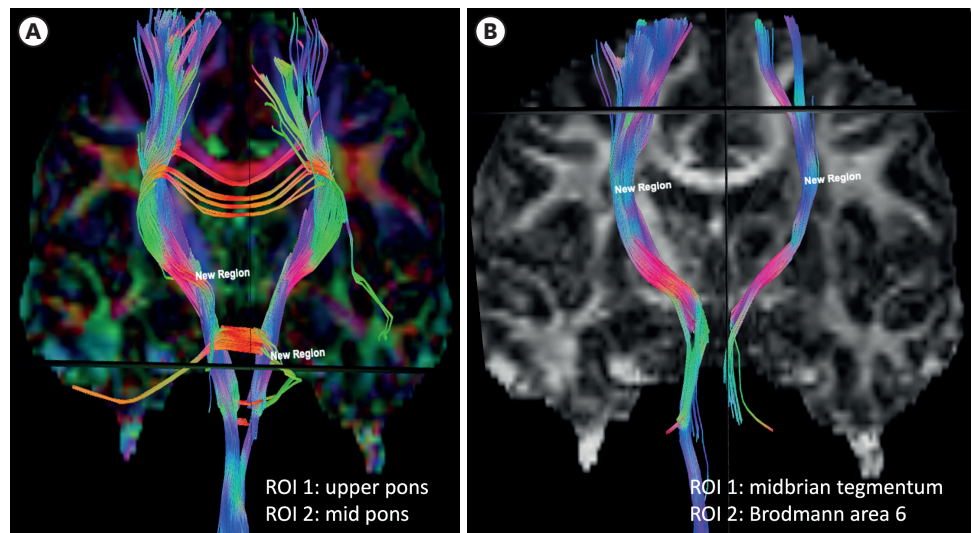 A
New Region
New Region
ROI 1: upper pons
ROI 2: mid pons
B
New Region
New Region
ROI 1: midbrian tegmentum
ROI 2: Brodmann area 6